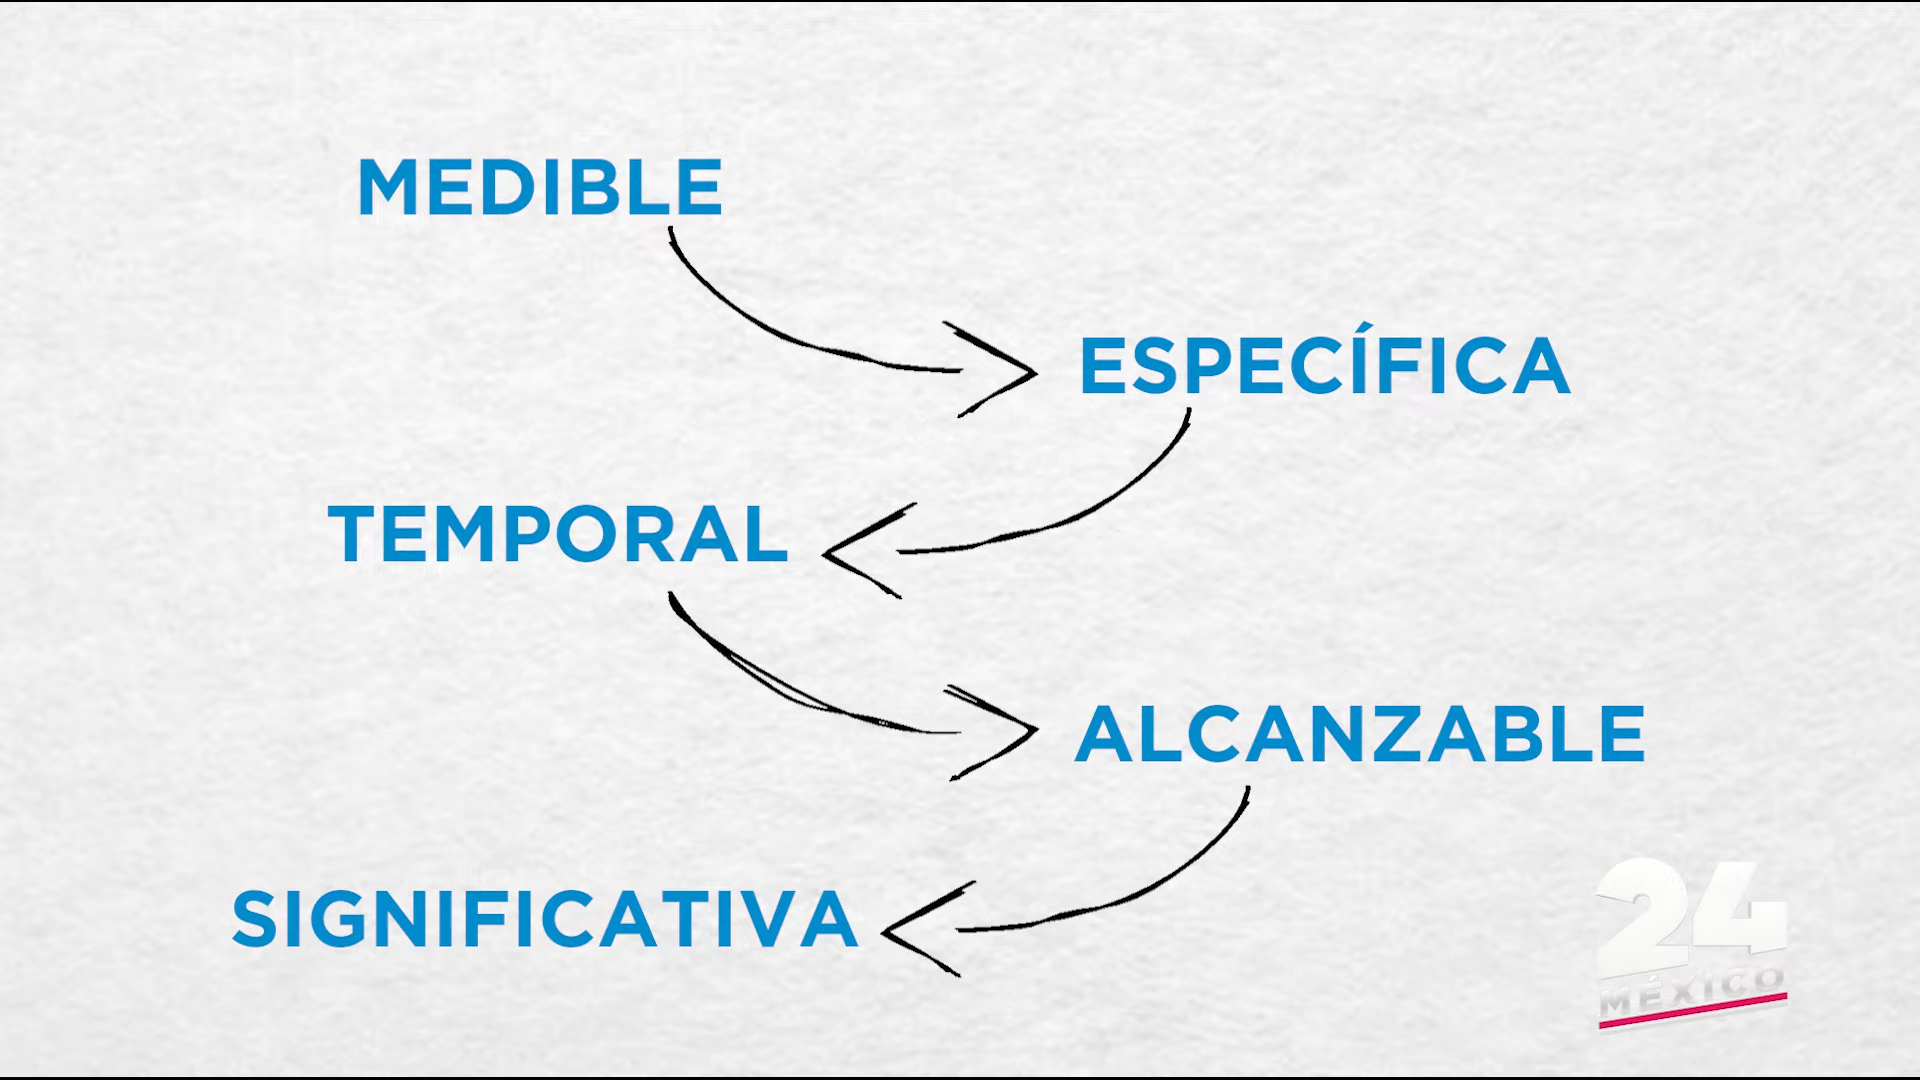 MEDIBLE
ESPECÍFICA
TEMPORAL
ALCANZABLE
SIGNIFICATIVA
24
MÉXICO